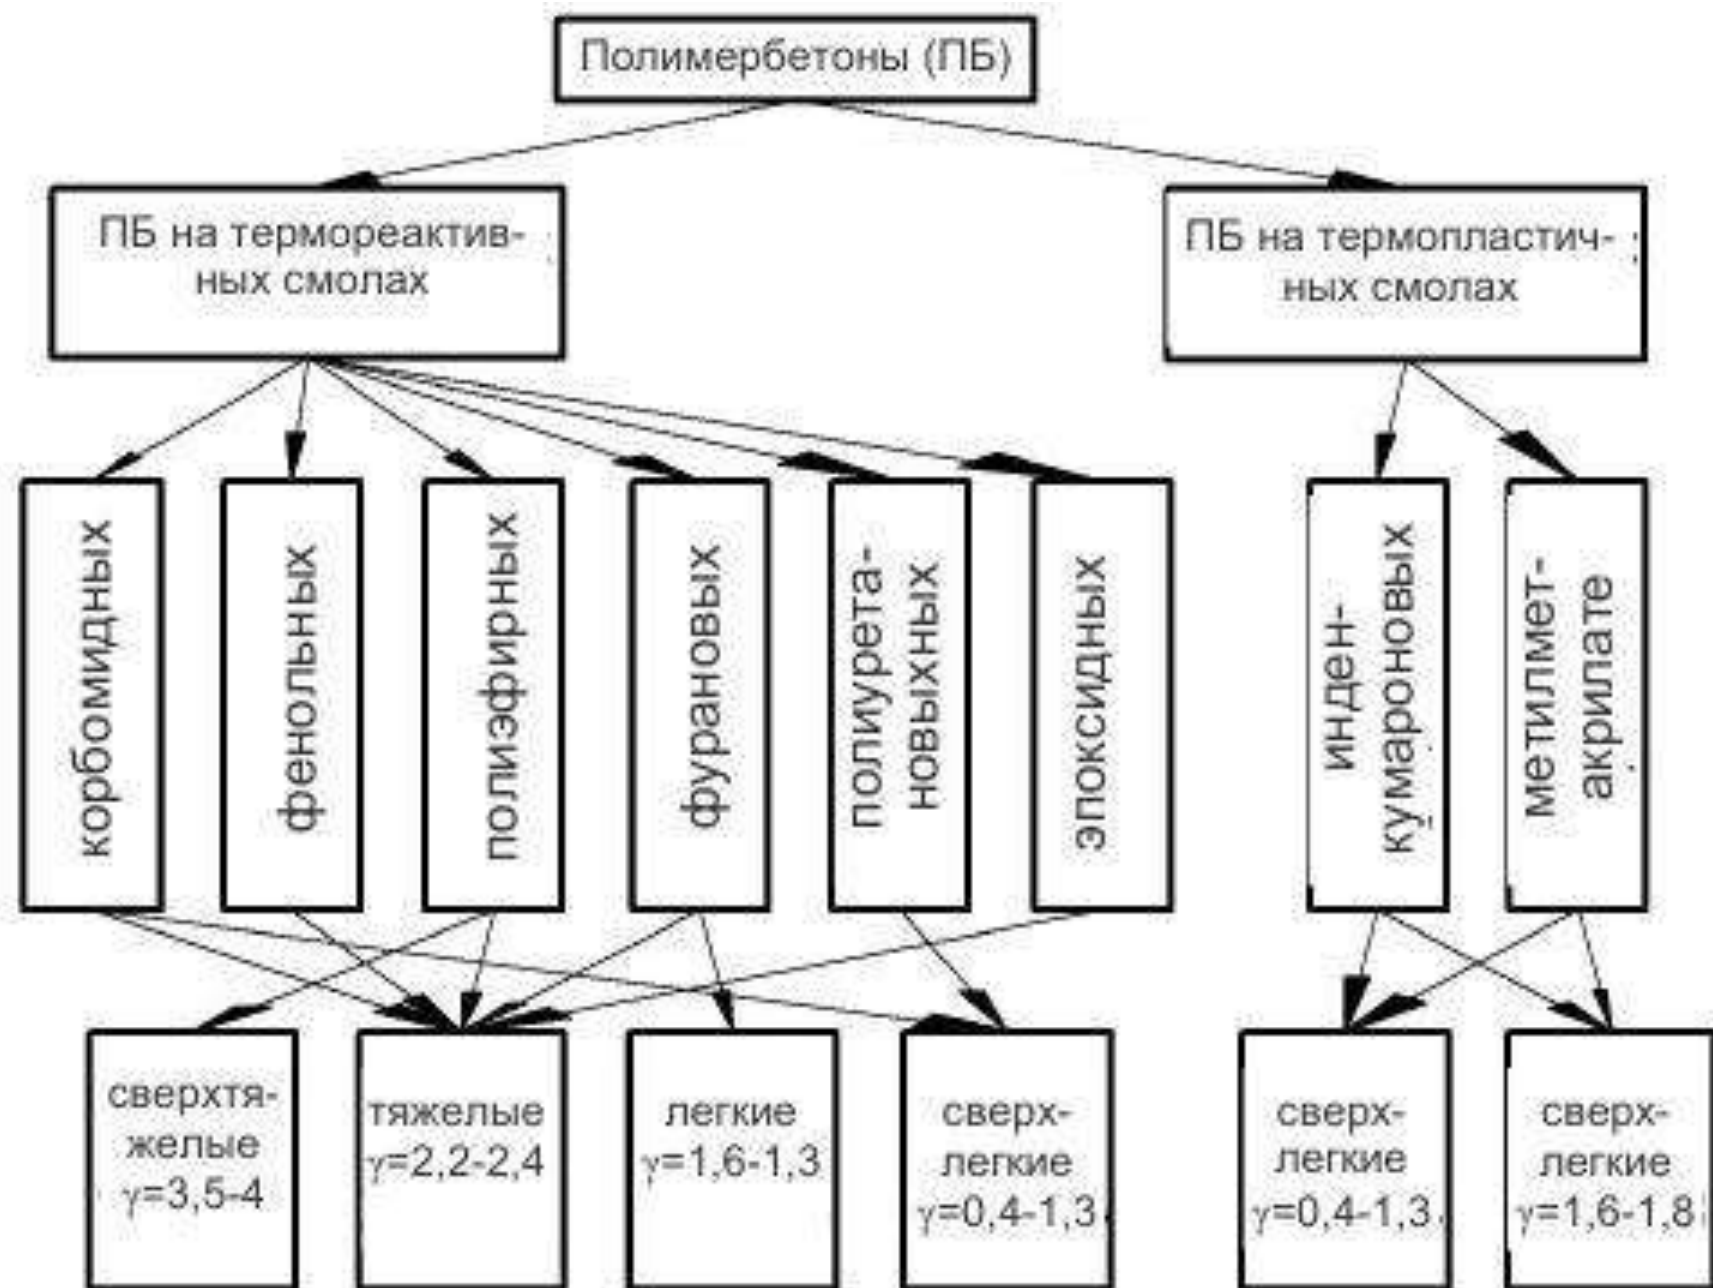 Полимербетоны (ПБ)
ПБ на термореактив-
ных смолах
ПБ на термопластич-
ных смолах
корбомидных
фенольных
полиэфирных
фурановых
полиурета-
новыхных
эпоксидных
инден-
кумароновых
метилмет-
акрилате
сверхтя-
желые
γ=3,5-4
тяжелые
γ=2,2-2,4
легкие
γ=1,6-1,3
сверх-
легкие
γ=0,4-1,3
сверх-
легкие
γ=0,4-1,3
сверх-
легкие
γ=1,6-1,8